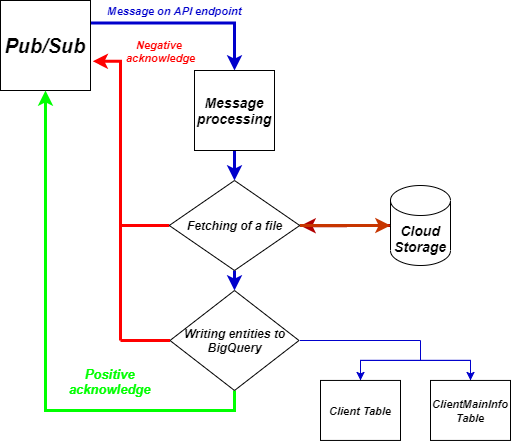 Message on API endpoint
Pub/Sub
Negative
acknowledge
Message
processing
Fetching of a file
Cloud
Storage
Writing entities to
BigQuery
Positive
acknowledge
Client Table
ClientMainInfo
Table